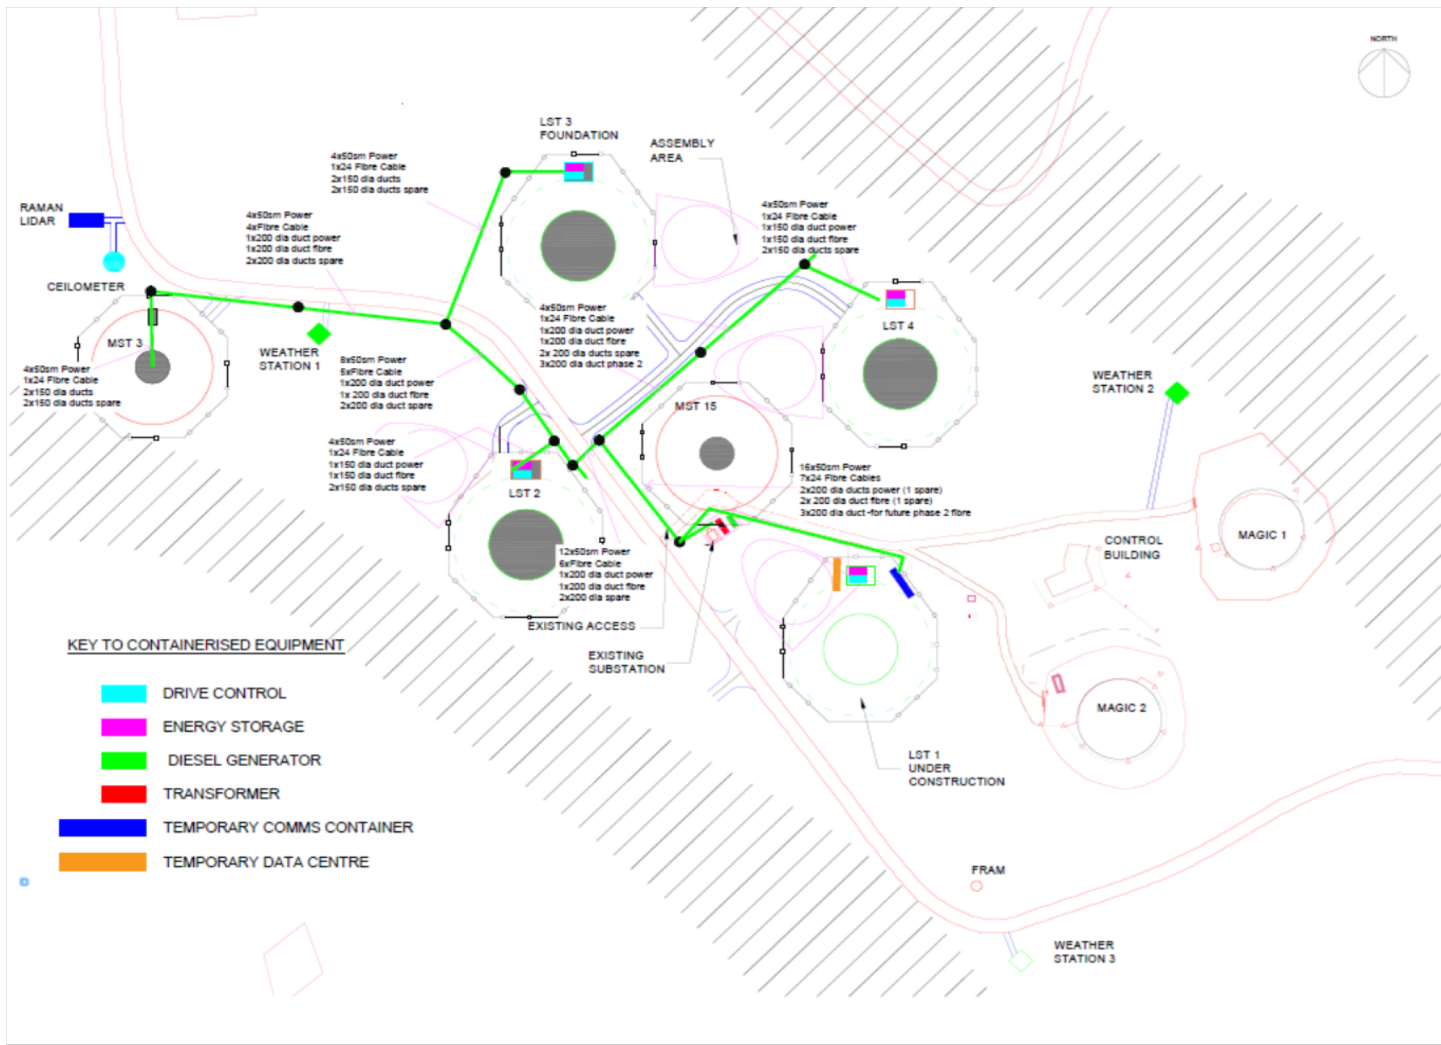 NORTH
LST 3
FOUNDATION
ASSEMBLY
AREA
4x50sm Power
1x24 Fibre Cable
2x150 dia ducts
2x150 dia ducts spare
RAMAN
LIDAR
4x50sm Power
4xFibre Cable
1x200 dia duct power
1x200 dia duct fibre
2x200 dia ducts spare
4x50sm Power
1x24 Fibre Cable
1x150 dia duct power
1x150 dia duct fibre
2x150 dia ducts spare
CEILOMETER
4x50sm Power
1x24 Fibre Cable
1x200 dia duct power
1x200 dia duct fibre
2x 200 dia ducts spare
3x200 dia duct phase 2
LST 4
MST 3
WEATHER
STATION 1
4x50sm Power
1x24 Fibre Cable
2x150 dia ducts
2x150 dia ducts spare
8x50sm Power
5xFibre Cable
1x200 dia duct power
1x 200 dia duct fibre
2x200 dia duct spare
WEATHER
STATION 2
MST 15
4x50sm Power
1x24 Fibre Cable
1x150 dia duct power
1x150 dia duct fibre
2x150 dia ducts spare
LST 2
16x50sm Power
7x24 Fibre Cables
2x200 dia ducts power (1 spare)
2x 200 dia duct fibre (1 spare)
3x200 dia duct -for future phase 2 fibre
CONTROL
BUILDING
MAGIC 1
12x50sm Power
6xFibre Cable
1x200 dia duct power
1x200 dia duct fibre
2x200 dia spare
EXISTING ACCESS
EXISTING
SUBSTATION
KEY TO CONTAINERISED EQUIPMENT
DRIVE CONTROL
ENERGY STORAGE
DIESEL GENERATOR
TRANSFORMER
TEMPORARY COMMS CONTAINER
TEMPORARY DATA CENTRE
MAGIC 2
LST 1
UNDER
CONSTRUCTION
FRAM
WEATHER
STATION 3